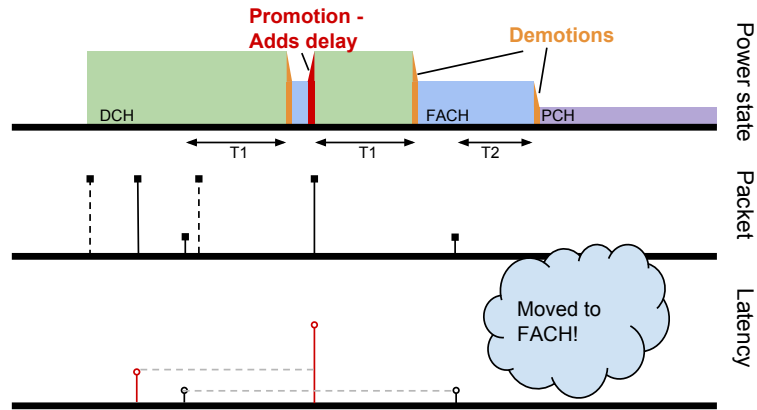 Promotion -
Adds delay
Demotions
Power state
DCH
FACH
PCH
T1
T1
T2
Packet
Moved to
FACH!
Latency